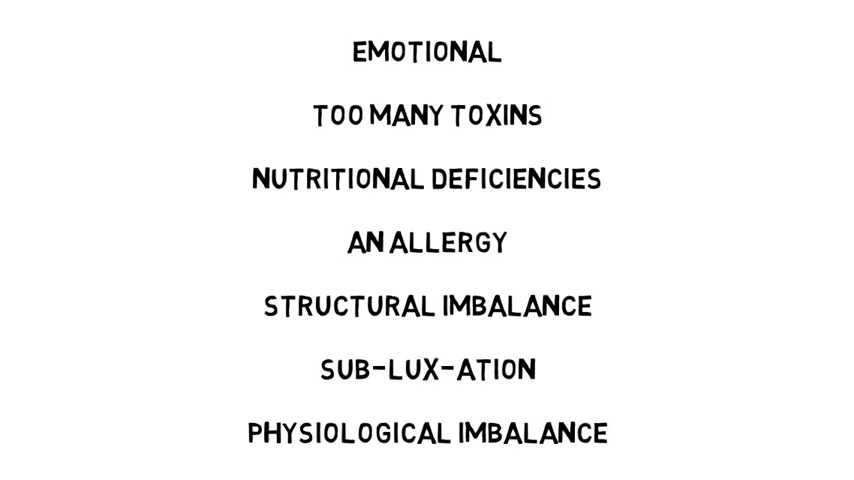 EMOTIONAL
TOO MANY TOXINS
NUTRITIONAL DEFICIENCIES
AN ALLERGY
STRUCTURAL IMBALANCE
SUB-LUX-ATION
PHYSIOLOGICAL IMBALANCE